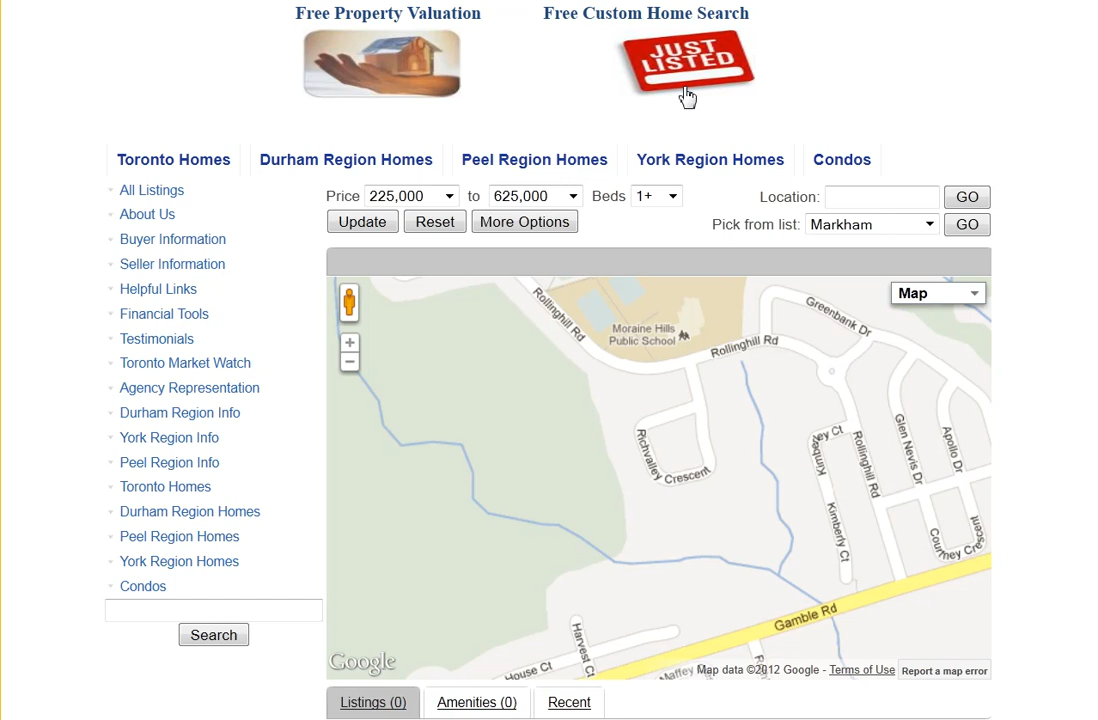 Free Property Valuation Free Custom Home Search
JUST
LISTED
Toronto Homes Durham Region Homes Peel Region Homes York Region Homes Condos
All Listings
About Us
Buyer Information
Seller Information
Helpful Links
Financial Tools
Testimonials
Toronto Market Watch
Agency Representation
Durham Region Info
York Region Info
Peel Region Info
Toronto Homes
Durham Region Homes
Peel Region Homes
York Region Homes
Condos
Search
Price 225,000 to 625,000 Beds 1+ Location: GO
Update Reset More Options Pick from list: Markham GO
Map
+
−
Rollinghill Rd
Moraine Hills
Public School
Rollinghill Rd
Greenbank Dr
Richvalley Crescent
Kimberly Ct
Rollinghill Rd
Glen Nevis Dr
Apollo Dr
Kimberly Ct
Courtney Crescent
Gamble Rd
Harvest Ct
House Ct
Google
Map data ©2012 Google - Terms of Use Report a map error
Listings (0) Amenities (0) Recent